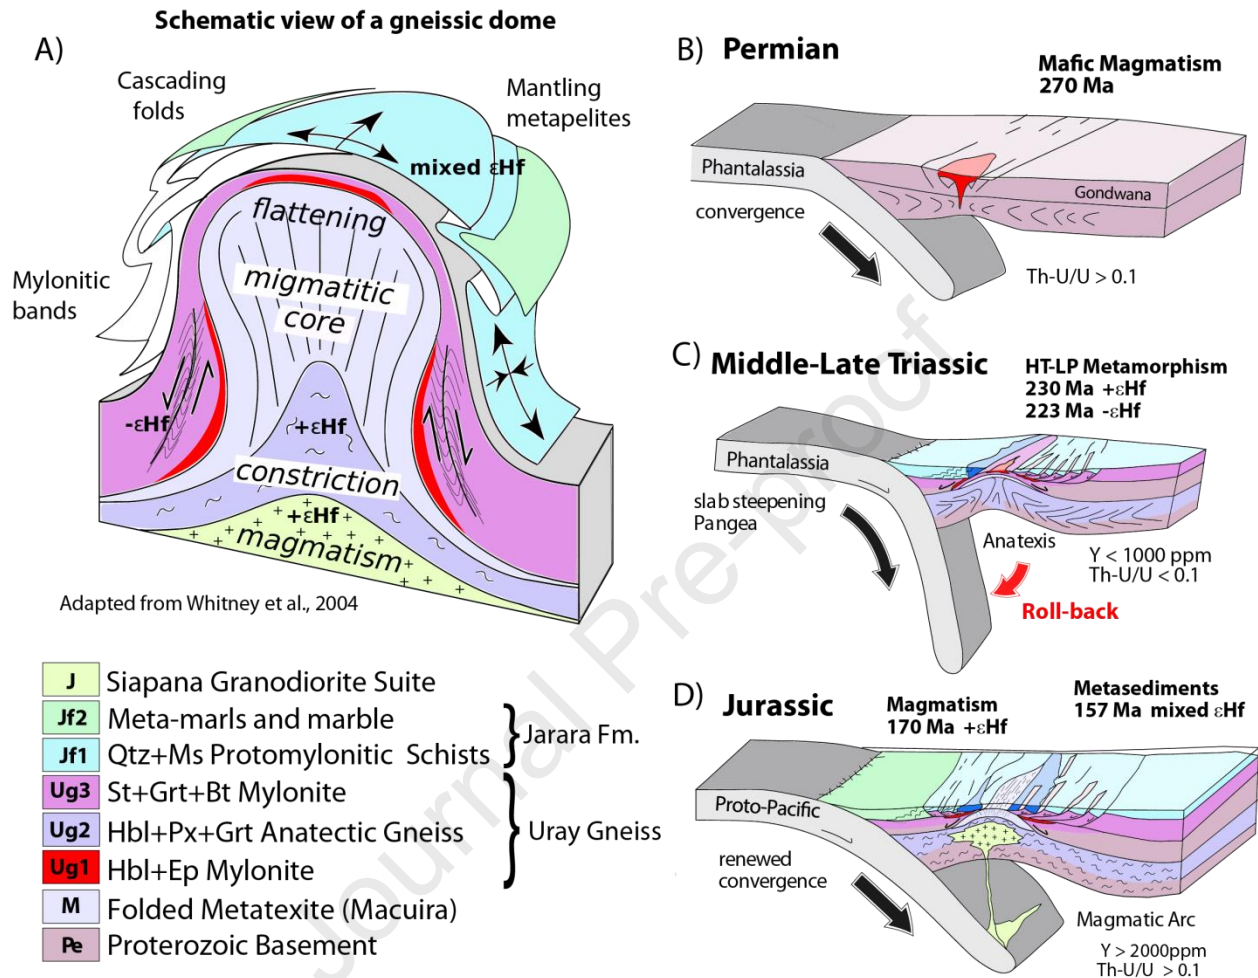 Schematic view of a gneissic dome
A)
Cascading
folds
Mantling
metapelites
mixed εHf
flattening
migmatitic
core
Mylonitic
bands
-εHf
+εHf
constriction
+εHf
magmatism
Adapted from Whitney et al., 2004
J Siapana Granodiorite Suite
Jf2 Meta-marls and marble
Jf1 Qtz+Ms Protomylonitic Schists
Jarara Fm.
Ug3 St+Grt+Bt Mylonite
Ug2 Hbl+Px+Grt Anatectic Gneiss
Ug1 Hbl+Ep Mylonite
Uray Gneiss
M Folded Metatexite (Macuira)
Pe Proterozoic Basement
B) Permian
Mafic Magmatism
270 Ma
Phantalassia
Gondwana
convergence
Th-U/U > 0.1
C) Middle-Late Triassic
HT-LP Metamorphism
230 Ma +εHf
223 Ma -εHf
Phantalassia
slab steepening
Pangea
Anatexis
Y < 1000 ppm
Th-U/U < 0.1
Roll-back
D) Jurassic
Magmatism
170 Ma +εHf
Metasediments
157 Ma mixed εHf
Proto-Pacific
renewed
convergence
Magmatic Arc
Y > 2000ppm
Th-U/U > 0.1
Journal Pre-proof